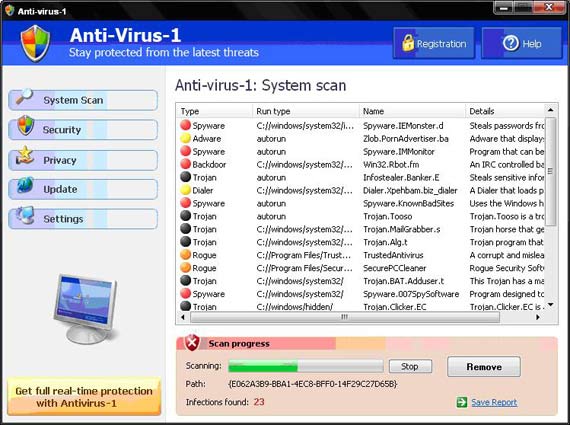 Anti-virus-1
Anti-Virus-1
Stay protected from the latest threats
Registration
Help
System Scan
Security
Privacy
Update
Settings
Get full real-time protection
with Antivirus-1
Anti-virus-1: System scan
Type Run type Name Details
Spyware C://windows/system32/i... Spyware.IEMonster.d Steals passwords fro
Adware autorun Zlob.PornAdvertiser.ba Adware that displays
Spyware autorun Spyware.IMMonitor Program that can be
Backdoor C://windows/system32/... Win32.Rbot.fm An IRC controlled ba
Trojan autorun Infostealer.Banker.E Steals sensitive infor
Dialer C://windows/system32/... Dialer.Xpehbam.biz_dialer A Dialer that loads p
Spyware autorun Spyware.KnownBadSites Uses the Windows h
Trojan autorun Trojan.Tooso Trojan.Tooso is a tro
Trojan C://windows/system32/... Trojan.MailGrabber.s Trojan horse that ge
Trojan C://windows/system32/... Trojan.Alg.t Trojan program that
Rogue C://Program Files/Trust... TrustedAntivirus A corrupt and mislea
Rogue C://Program Files/Secur... SecurePCCleaner Rogue Security Softw
Trojan C://windows/system32/ Trojan.BAT.Adduser.t This Trojan has a ma
Spyware C://windows/system32/ Spyware.007SpySoftware Program designed to
Trojan C://windows/hidden/ Trojan.Clicker.EC Trojan.Clicker.EC is
Scan progress
Scanning: Stop Remove
Path: {E062A3B9-BBA1-4EC8-BFF0-14F29C27D65B}
Infections found: 23 Save Report